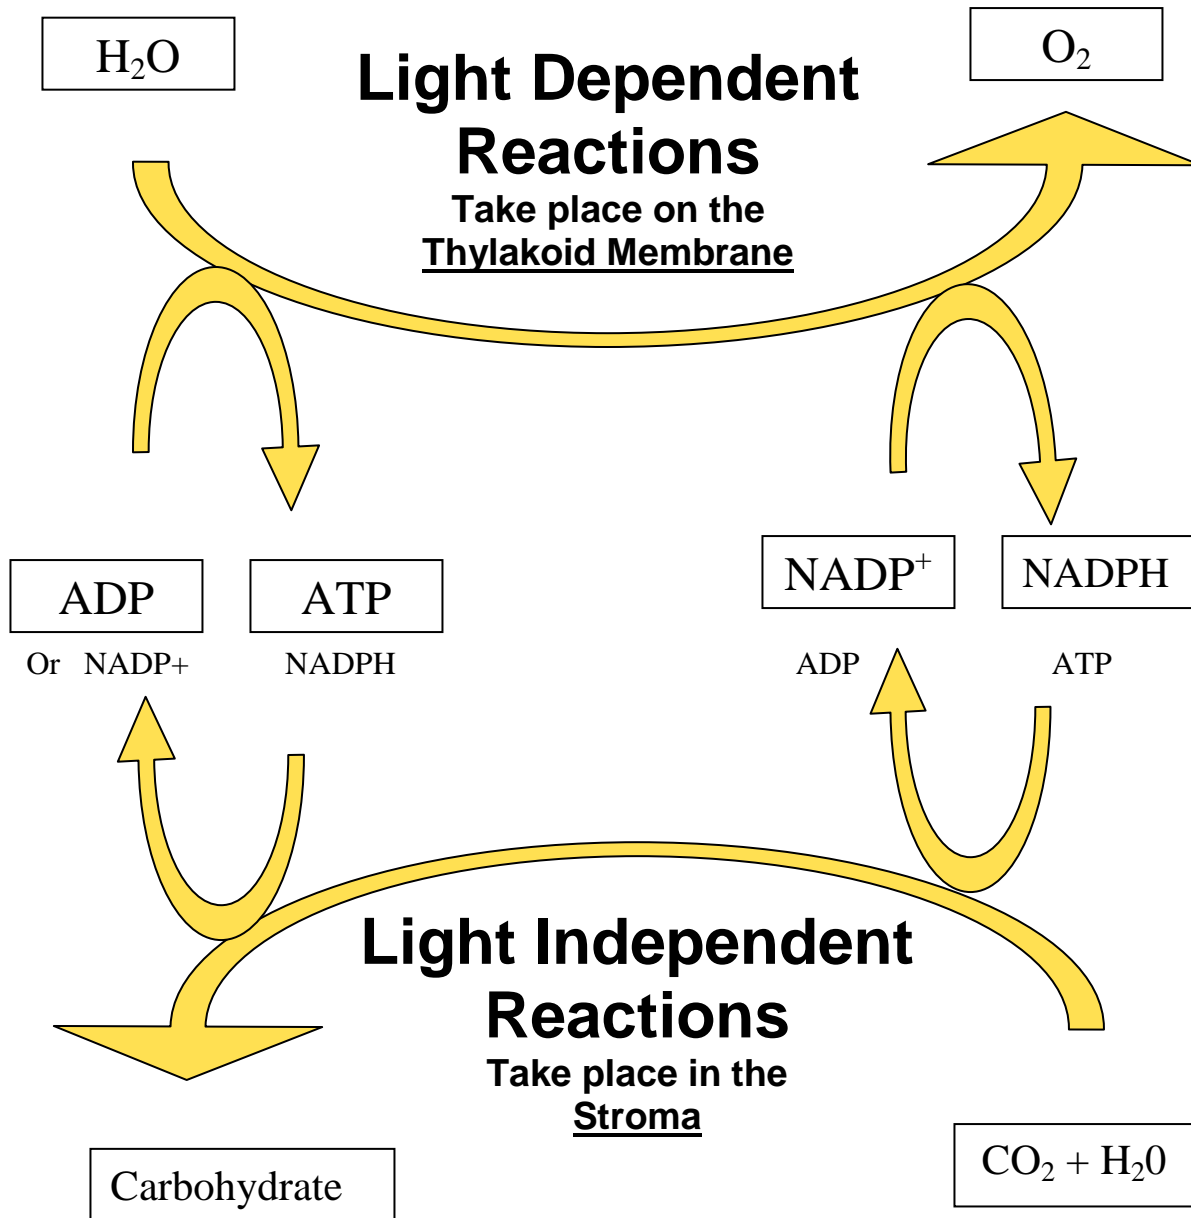 H₂O
O₂
Light Dependent
Reactions
Take place on the
Thylakoid Membrane
ADP
ATP
NADP⁺
NADPH
Or NADP+
NADPH
ADP
ATP
Light Independent
Reactions
Take place in the
Stroma
Carbohydrate
CO₂ + H₂0